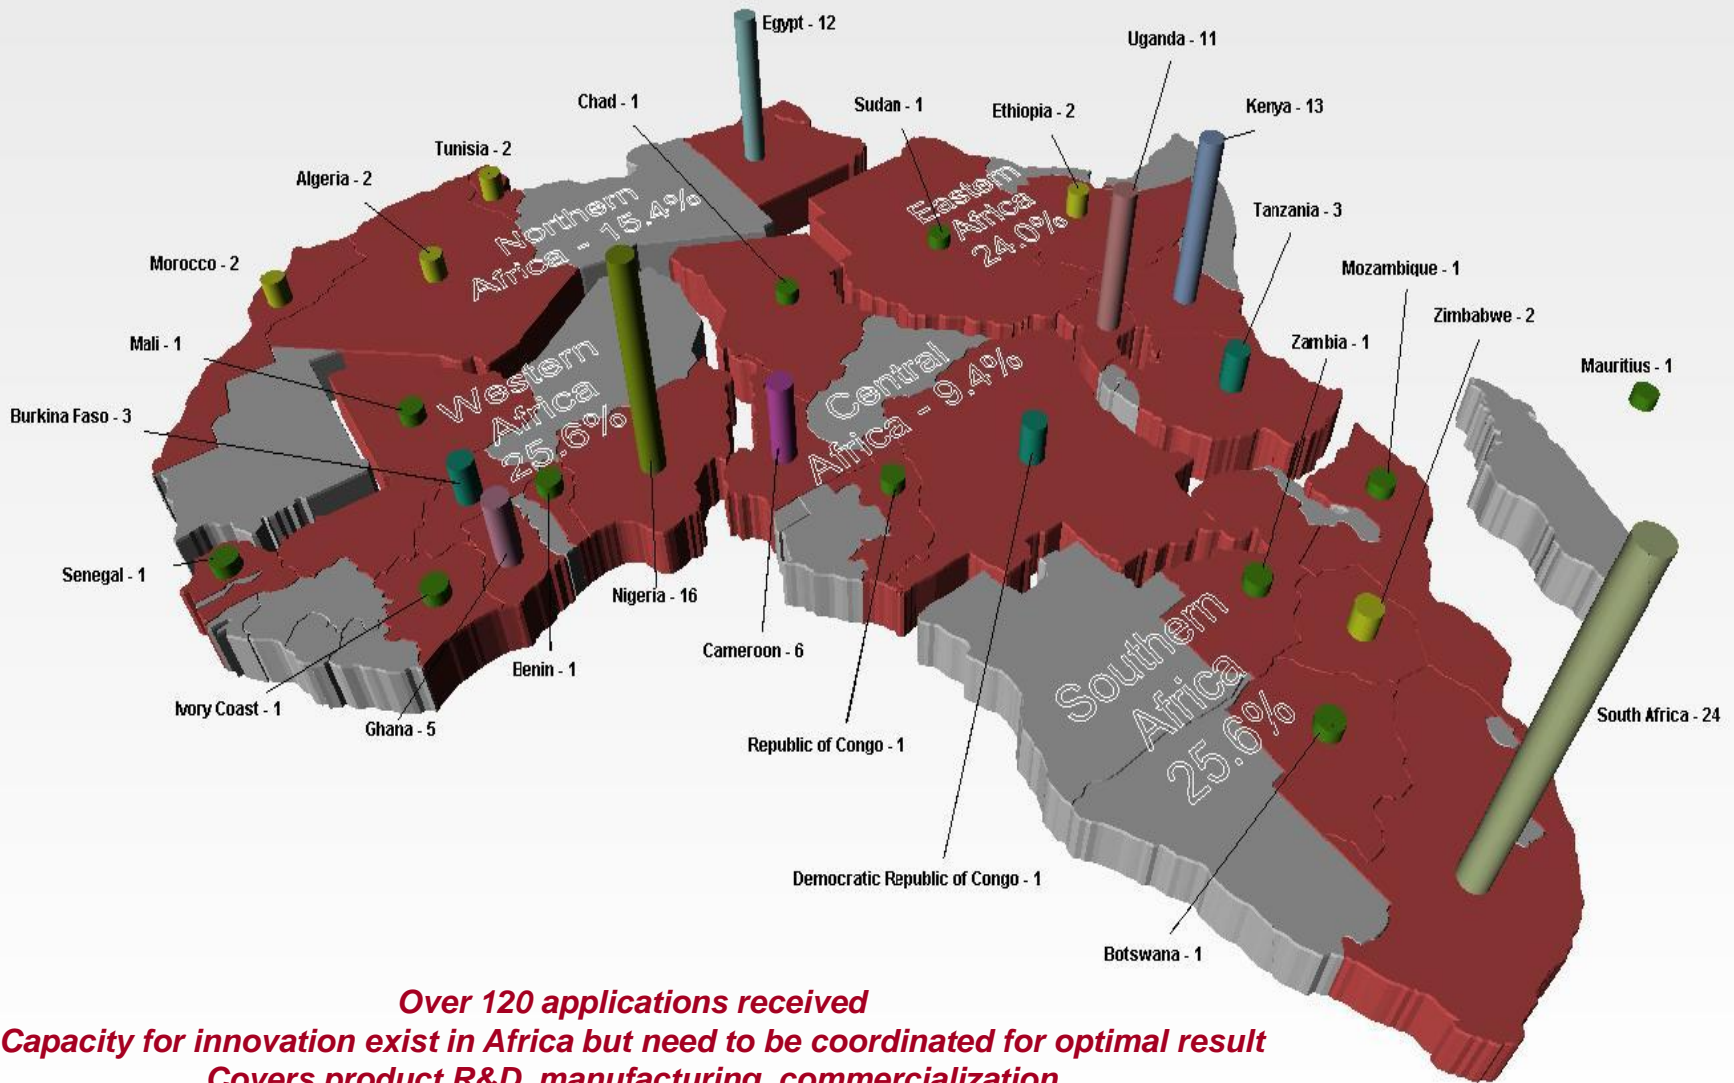 Egypt - 12
Uganda - 11
Chad - 1
Sudan - 1
Ethiopia - 2
Kenya - 13
Tunisia - 2
Algeria - 2
Tanzania - 3
Morocco - 2
Mozambique - 1
Zimbabwe - 2
Mali - 1
Zambia - 1
Mauritius - 1
Burkina Faso - 3
Northern
Africa - 15.4%
Eastern
Africa
24.0%
Western
Africa
25.6%
Central
Africa - 9.4%
Senegal - 1
Nigeria - 16
Cameroon - 6
Benin - 1
Ivory Coast - 1
Ghana - 5
Republic of Congo - 1
Southern
Africa
25.6%
South Africa - 24
Democratic Republic of Congo - 1
Botswana - 1
Over 120 applications received
Capacity for innovation exist in Africa but need to be coordinated for optimal result
Covers product R&D, manufacturing, commercialization